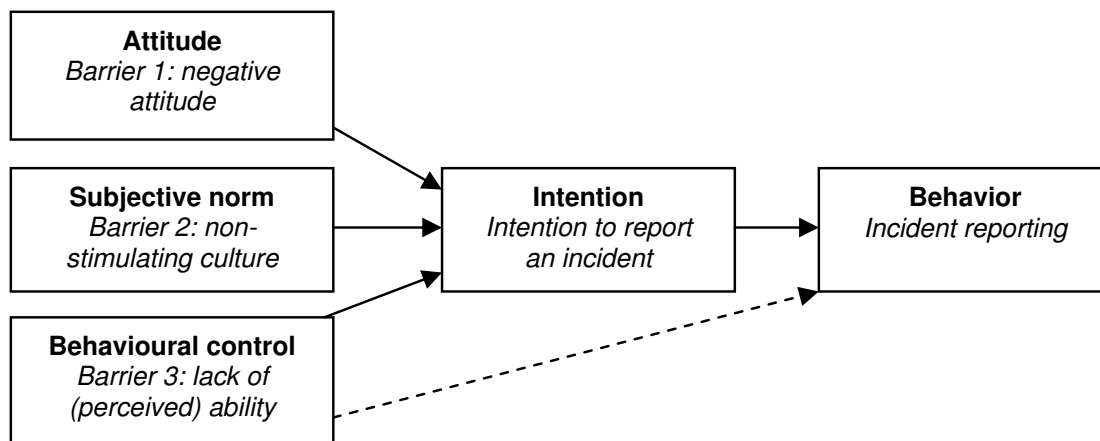 Attitude
Barrier 1: negative
attitude
Subjective norm
Barrier 2: non-
stimulating culture
Behavioural control
Barrier 3: lack of
(perceived) ability
Intention
Intention to report
an incident
Behavior
Incident reporting